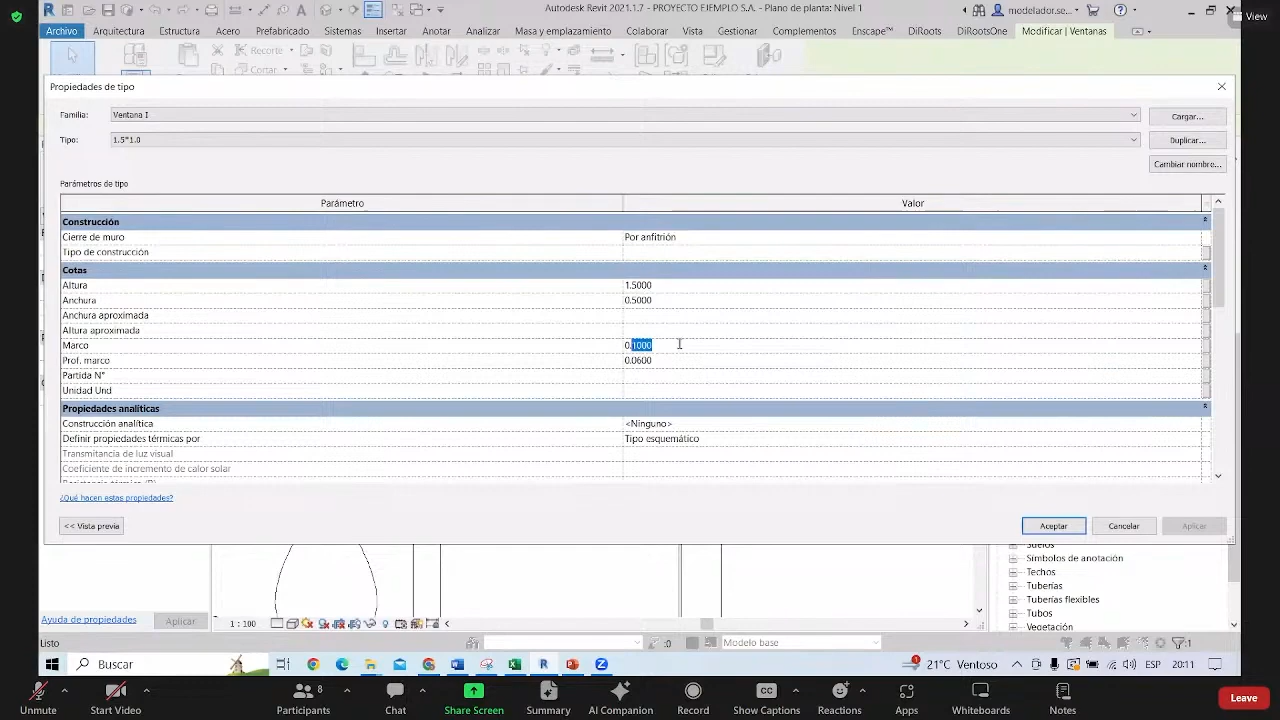 View
Autodesk Revit 2021.1.7 - PROYECTO EJEMPLO S.A. - Plano de planta: Nivel 1
modelador.se...
Archivo Arquitectura Estructura Prefabricado Sistemas Insertar Anotar Analizar Masa y emplazamiento Colaborar Vista Gestionar Complementos Enscape™ DiRoots DiRootsOne Modificar | Ventanas
Recorte
Cortar
Propiedades de tipo
Familia: Ventana I Cargar...
Tipo: 1.5*1.0 Duplicar...
Cambiar nombre...
Parámetros de tipo
Parámetro Valor
Construcción
Cierre de muro Por anfitrión
Tipo de construcción
Cotas
Altura 1.5000
Anchura 0.5000
Anchura aproximada
Altura aproximada
Marco 0.1000
Prof. marco 0.0600
Partida N°
Unidad Und
Propiedades analíticas
Construcción analítica <Ninguno>
Definir propiedades térmicas por Tipo esquemático
Transmitancia de luz visual
Coeficiente de incremento de calor solar
¿Qué hacen estas propiedades?
<< Vista previa Aceptar Cancelar Aplicar
Suelos
Símbolos de anotación
Techos
Tuberías
Tuberías flexibles
Tubos
Vegetación
Ayuda de propiedades Aplicar 1 : 100
Listo :0 Modelo base :1
Buscar 21°C Ventoso ESP 20:11
Unmute Start Video Participants 8 Chat Share Screen Summary AI Companion Record Show Captions Reactions Apps Whiteboards Notes Leave